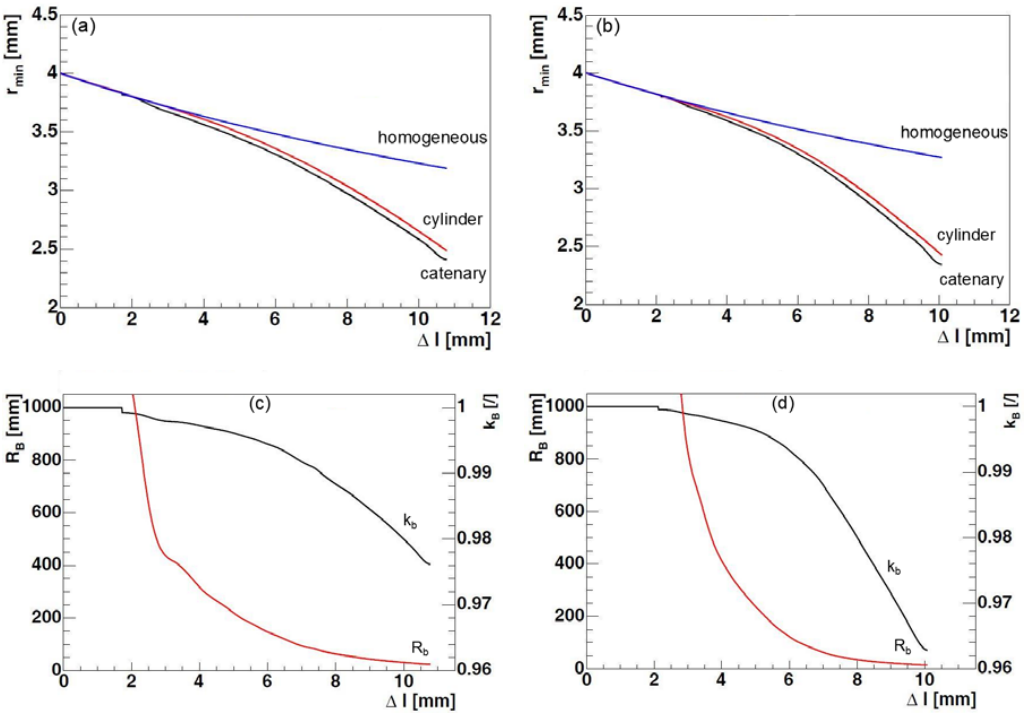 (a)
r_min [mm]
4.5
4
3.5
3
2.5
2
homogeneous
cylinder
catenary
0 2 4 6 8 10 12
Δ l [mm]
(b)
r_min [mm]
4.5
4
3.5
3
2.5
2
homogeneous
cylinder
catenary
0 2 4 6 8 10 12
Δ l [mm]
(c)
R_B [mm]
1000
800
600
400
200
0
k_B [/]
1
0.99
0.98
0.97
0.96
k_b
R_b
0 2 4 6 8 10
Δ l [mm]
(d)
R_B [mm]
1000
800
600
400
200
0
k_B [/]
1
0.99
0.98
0.97
0.96
k_b
R_b
0 2 4 6 8 10
Δ l [mm]